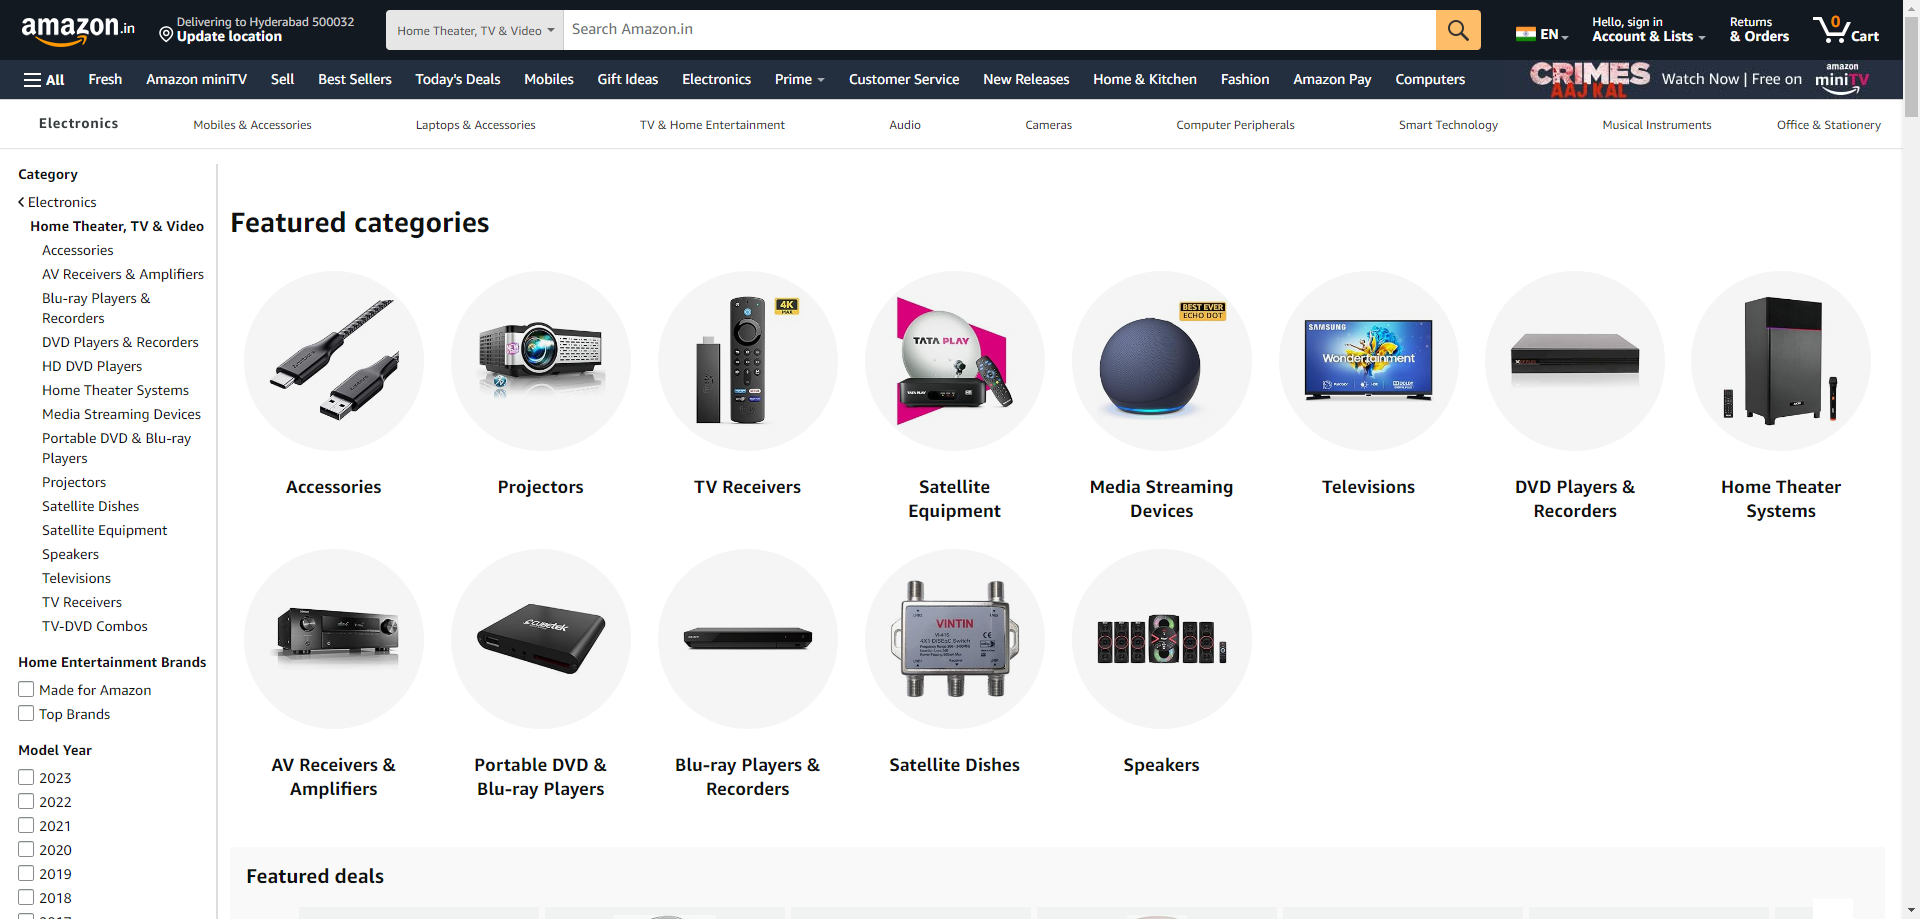 amazon.in
Delivering to Hyderabad 500032
Update location
Home Theater, TV & Video
Search Amazon.in
EN
Hello, sign in
Account & Lists
Returns
& Orders
0
Cart
All
Fresh
Amazon miniTV
Sell
Best Sellers
Today's Deals
Mobiles
Gift Ideas
Electronics
Prime
Customer Service
New Releases
Home & Kitchen
Fashion
Amazon Pay
Computers
CRIMES
AAJ KAL
Watch Now | Free on
amazon
miniTV
Electronics
Mobiles & Accessories
Laptops & Accessories
TV & Home Entertainment
Audio
Cameras
Computer Peripherals
Smart Technology
Musical Instruments
Office & Stationery
Category
Electronics
Home Theater, TV & Video
Accessories
AV Receivers & Amplifiers
Blu-ray Players &
Recorders
DVD Players & Recorders
HD DVD Players
Home Theater Systems
Media Streaming Devices
Portable DVD & Blu-ray
Players
Projectors
Satellite Dishes
Satellite Equipment
Speakers
Televisions
TV Receivers
TV-DVD Combos
Home Entertainment Brands
Made for Amazon
Top Brands
Model Year
2023
2022
2021
2020
2019
2018
2017
Featured categories
4K
MAX
TATA PLAY
TATA PLAY
BEST EVER
ECHO DOT
SAMSUNG
Wondertainment
Accessories
Projectors
TV Receivers
Satellite
Equipment
Media Streaming
Devices
Televisions
DVD Players &
Recorders
Home Theater
Systems
CUBETEK
VINTIN
4X1 DiSEqC Switch
AV Receivers &
Amplifiers
Portable DVD &
Blu-ray Players
Blu-ray Players &
Recorders
Satellite Dishes
Speakers
Featured deals